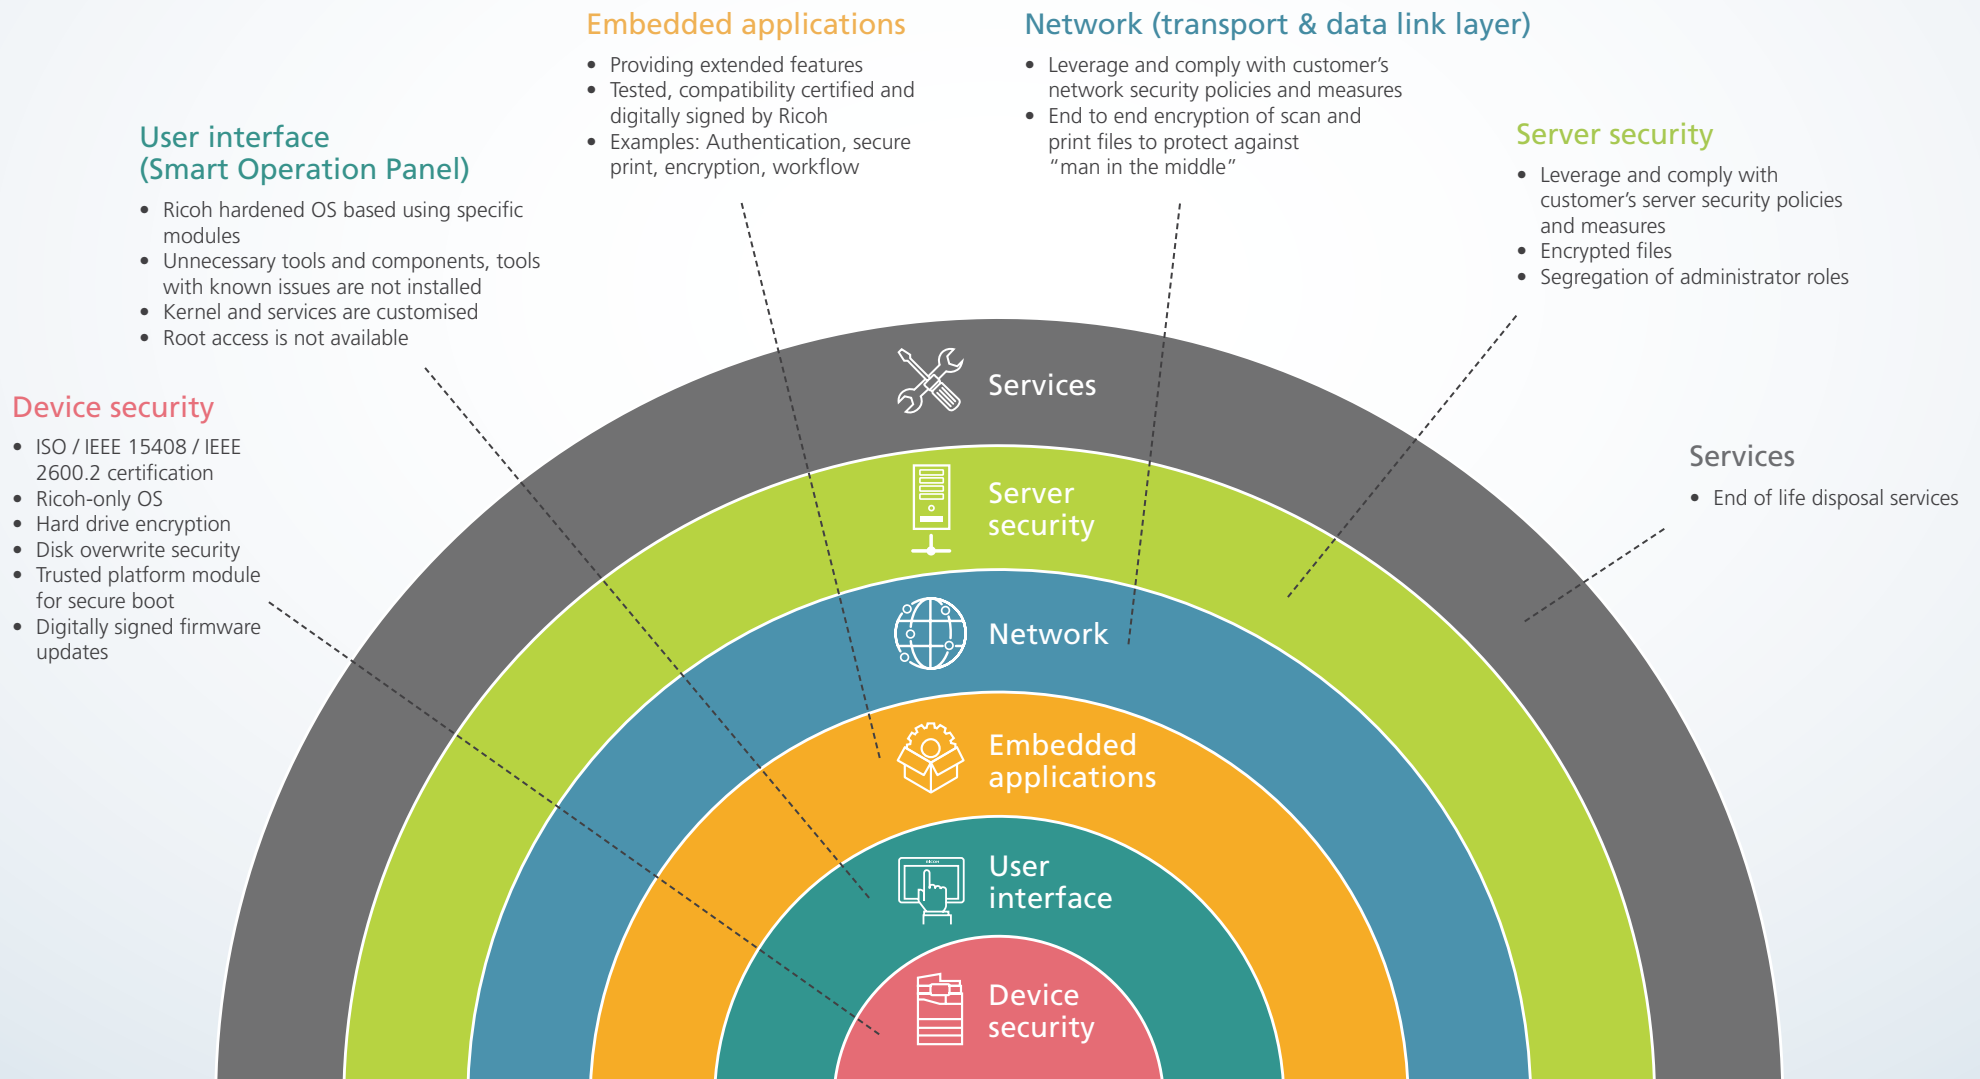 Embedded applications
• Providing extended features
• Tested, compatibility certified and
digitally signed by Ricoh
• Examples: Authentication, secure
print, encryption, workflow
Network (transport & data link layer)
• Leverage and comply with customer's
network security policies and measures
• End to end encryption of scan and
print files to protect against
“man in the middle”
User interface
(Smart Operation Panel)
• Ricoh hardened OS based using specific
modules
• Unnecessary tools and components, tools
with known issues are not installed
• Kernel and services are customised
• Root access is not available
Server security
• Leverage and comply with
customer's server security policies
and measures
• Encrypted files
• Segregation of administrator roles
Device security
• ISO / IEEE 15408 / IEEE
2600.2 certification
• Ricoh-only OS
• Hard drive encryption
• Disk overwrite security
• Trusted platform module
for secure boot
• Digitally signed firmware
updates
Services
• End of life disposal services
Services
Server
security
Network
Embedded
applications
RICOH
User
interface
Device
security